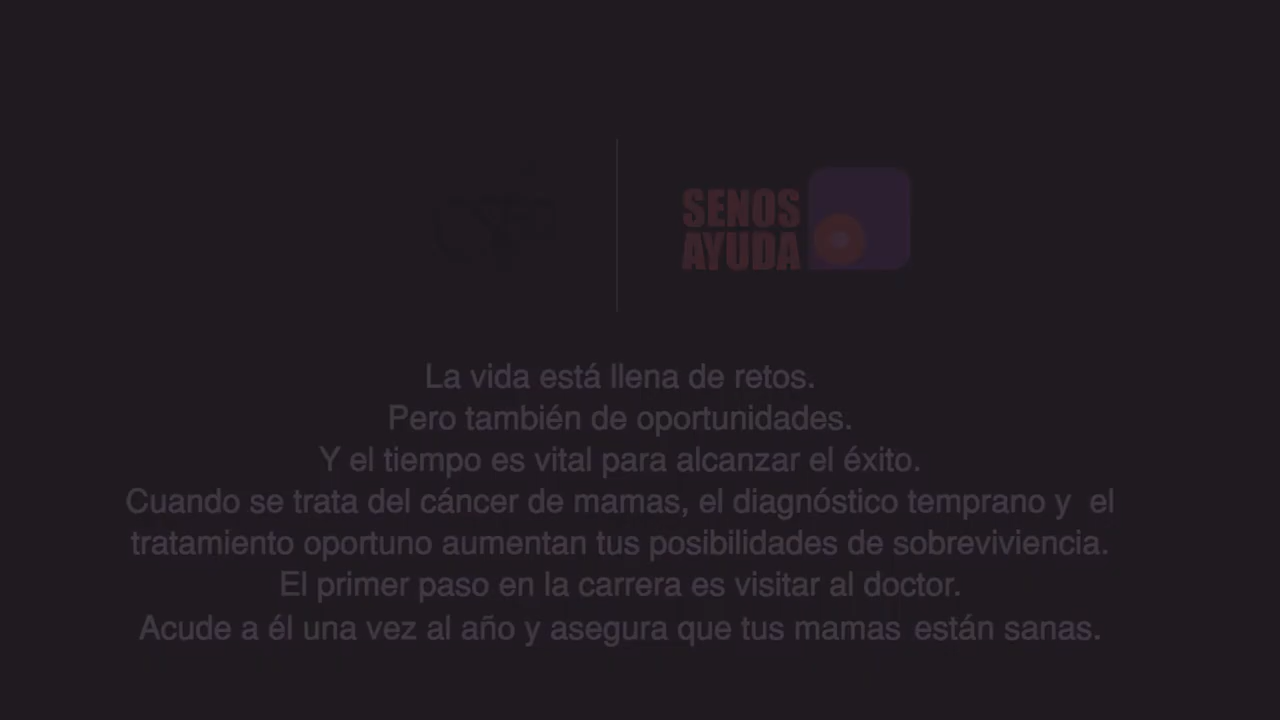 SENOS
AYUDA
La vida está llena de retos.
Pero también de oportunidades.
Y el tiempo es vital para alcanzar el éxito.
Cuando se trata del cáncer de mamas, el diagnóstico temprano y  el
tratamiento oportuno aumentan tus posibilidades de sobreviviencia.
El primer paso en la carrera es visitar al doctor.
Acude a él una vez al año y asegura que tus mamas están sanas.